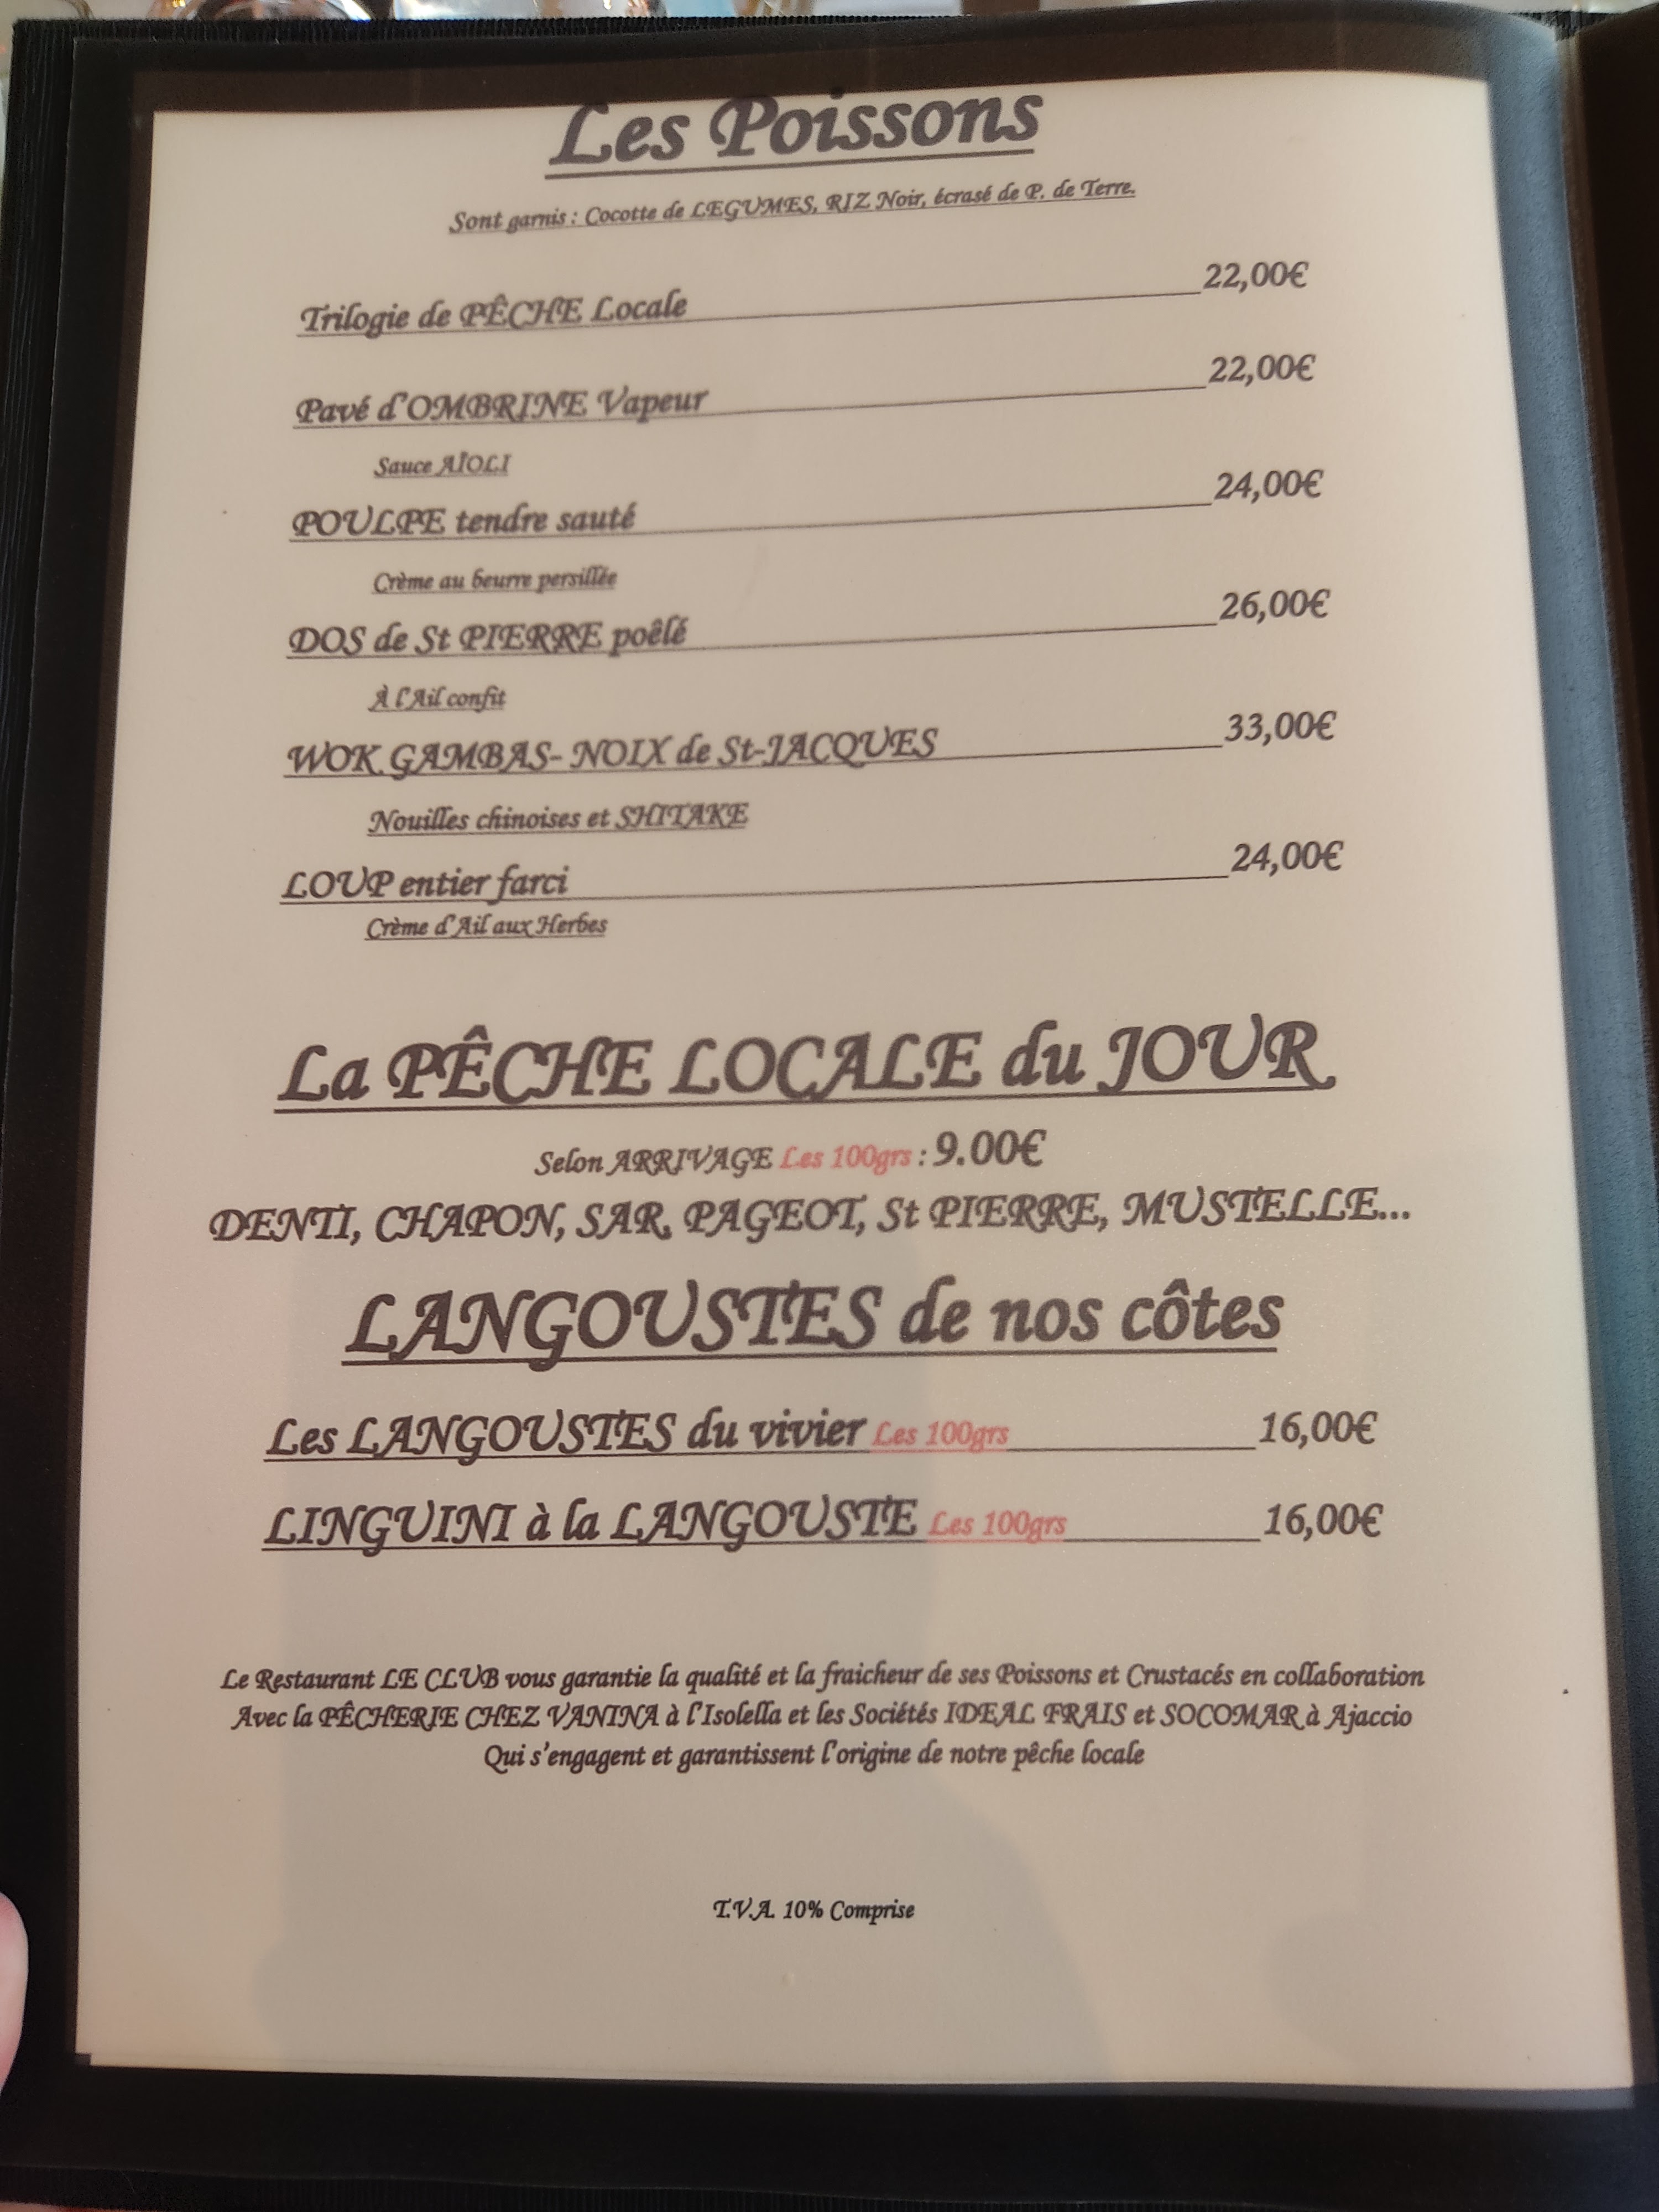 Les Poissons
Sont garnis : Cocotte de LEGUMES, RIZ Noir, écrasé de P. de Terre.
Trilogie de PÊCHE Locale 22,00€
Pavé d'OMBRINE Vapeur 22,00€
Sauce AÏOLI
POULPE tendre sauté 24,00€
Crème au beurre persillée
DOS de St PIERRE poêlé 26,00€
À l'Ail confit
WOK GAMBAS- NOIX de St-JACQUES 33,00€
Nouilles chinoises et SHITAKE
LOUP entier farci 24,00€
Crème d'Ail aux Herbes
La PÊCHE LOCALE du JOUR
Selon ARRIVAGE Les 100grs : 9.00€
DENTI, CHAPON, SAR, PAGEOT, St PIERRE, MUSTELLE...
LANGOUSTES de nos côtes
Les LANGOUSTES du vivier Les 100grs 16,00€
LINGUINI à la LANGOUSTE Les 100grs 16,00€
Le Restaurant LE CLUB vous garantie la qualité et la fraicheur de ses Poissons et Crustacés en collaboration
Avec la PÊCHERIE CHEZ VANINA à l'Isolella et les Sociétés IDEAL FRAIS et SOCOMAR à Ajaccio
Qui s'engagent et garantissent l'origine de notre pêche locale
T.V.A. 10% Comprise